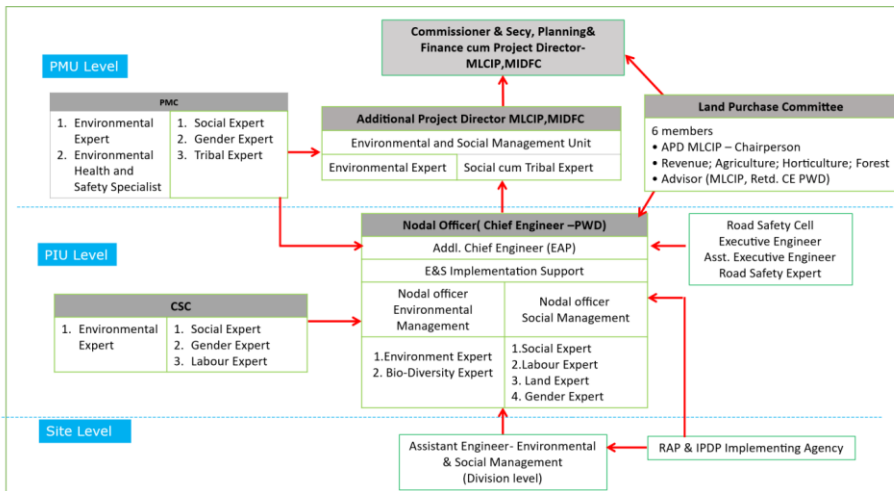 Commissioner & Secy, Planning&
Finance cum Project Director-
MLCIP,MIDFC
PMU Level
PMC
1. Environmental
Expert
2. Environmental
Health and
Safety Specialist
1. Social Expert
2. Gender Expert
3. Tribal Expert
Additional Project Director MLCIP,MIDFC
Environmental and Social Management Unit
Environmental Expert
Social cum Tribal Expert
Land Purchase Committee
6 members
• APD MLCIP – Chairperson
• Revenue; Agriculture; Horticulture; Forest
• Advisor (MLCIP, Retd. CE PWD)
PIU Level
Nodal Officer( Chief Engineer –PWD)
Addl. Chief Engineer (EAP)
E&S Implementation Support
Nodal officer
Environmental
Management
Nodal officer
Social Management
1.Environment Expert
2. Bio-Diversity Expert
1.Social Expert
2.Labour Expert
3. Land Expert
4. Gender Expert
Road Safety Cell
Executive Engineer
Asst. Executive Engineer
Road Safety Expert
CSC
1. Environmental
Expert
1. Social Expert
2. Gender Expert
3. Labour Expert
Site Level
Assistant Engineer- Environmental
& Social Management
(Division level)
RAP & IPDP Implementing Agency